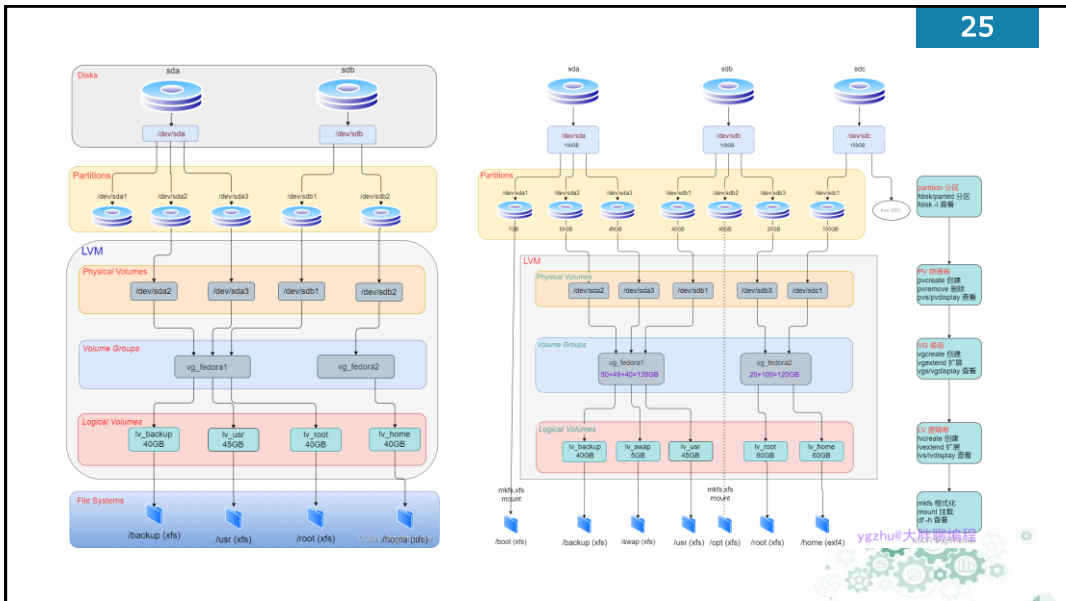 25
Disks
sda
sdb
/dev/sda
/dev/sdb
Partitions
/dev/sda1
/dev/sda2
/dev/sda3
/dev/sdb1
/dev/sdb2
LVM
Physical Volumes
/dev/sda2
/dev/sda3
/dev/sdb1
/dev/sdb2
Volume Groups
vg_fedora1
vg_fedora2
Logical Volumes
lv_backup
40GB
lv_usr
45GB
lv_root
40GB
lv_home
40GB
File Systems
/backup (xfs)
/usr (xfs)
/root (xfs)
/home (xfs)
sda
sdb
sdc
/dev/sda
100GB
/dev/sdb
100GB
/dev/sdc
150GB
Partitions
/dev/sda1
/dev/sda2
/dev/sda3
/dev/sdb1
/dev/sdb2
/dev/sdb3
/dev/sdc1
1GB
50GB
49GB
40GB
40GB
20GB
100GB
free 50G
LVM
Physical Volumes
/dev/sda2
/dev/sda3
/dev/sdb1
/dev/sdb3
/dev/sdc1
Volume Groups
vg_fedora1
50+49+40=139GB
vg_fedora2
20+100=120GB
Logical Volumes
lv_backup
40GB
lv_swap
5GB
lv_usr
45GB
lv_root
60GB
lv_home
60GB
mkfs.xfs
mount
mkfs.xfs
mount
/boot (xfs)
/backup (xfs)
/swap (xfs)
/usr (xfs)
/opt (xfs)
/root (xfs)
/home (ext4)
partition 分区
fdisk/parted 分区
fdisk -l 查看
PV 物理卷
pvcreate 创建
pvremove 删除
pvs/pvdisplay 查看
VG 卷组
vgcreate 创建
vgextend 扩展
vgs/vgdisplay 查看
LV 逻辑卷
lvcreate 创建
lvextend 扩展
lvs/lvdisplay 查看
mkfs 格式化
mount 挂载
df -h 查看
ygzhu@大胖聊编程